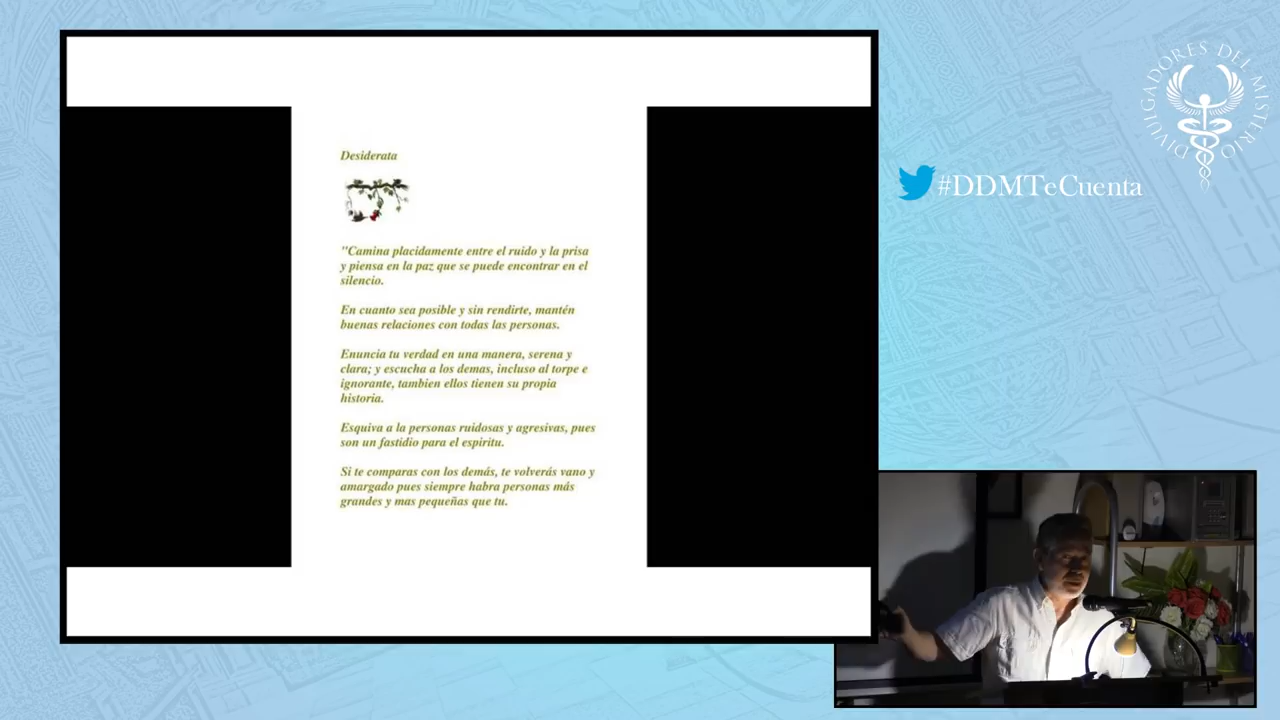 Desiderata
"Camina placidamente entre el ruido y la prisa
y piensa en la paz que se puede encontrar en el
silencio.
En cuanto sea posible y sin rendirte, mantén
buenas relaciones con todas las personas.
Enuncia tu verdad en una manera, serena y
clara; y escucha a los demas, incluso al torpe e
ignorante, tambien ellos tienen su propia
historia.
Esquiva a la personas ruidosas y agresivas, pues
son un fastidio para el espiritu.
Si te comparas con los demás, te volverás vano y
amargado pues siempre habra personas más
grandes y mas pequeñas que tu.
DIVULGADORES DEL MISTERIO
#DDMTeCuenta